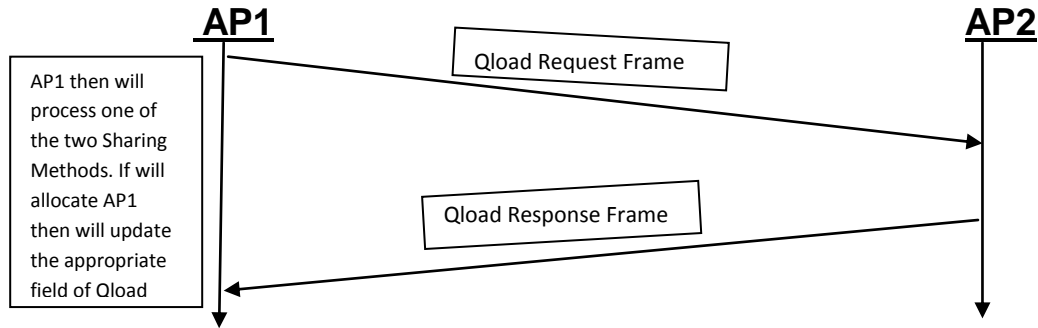 AP1
AP2
Qload Request Frame
AP1 then will
process one of
the two Sharing
Methods. If will
allocate AP1
then will update
the appropriate
field of Qload
Qload Response Frame